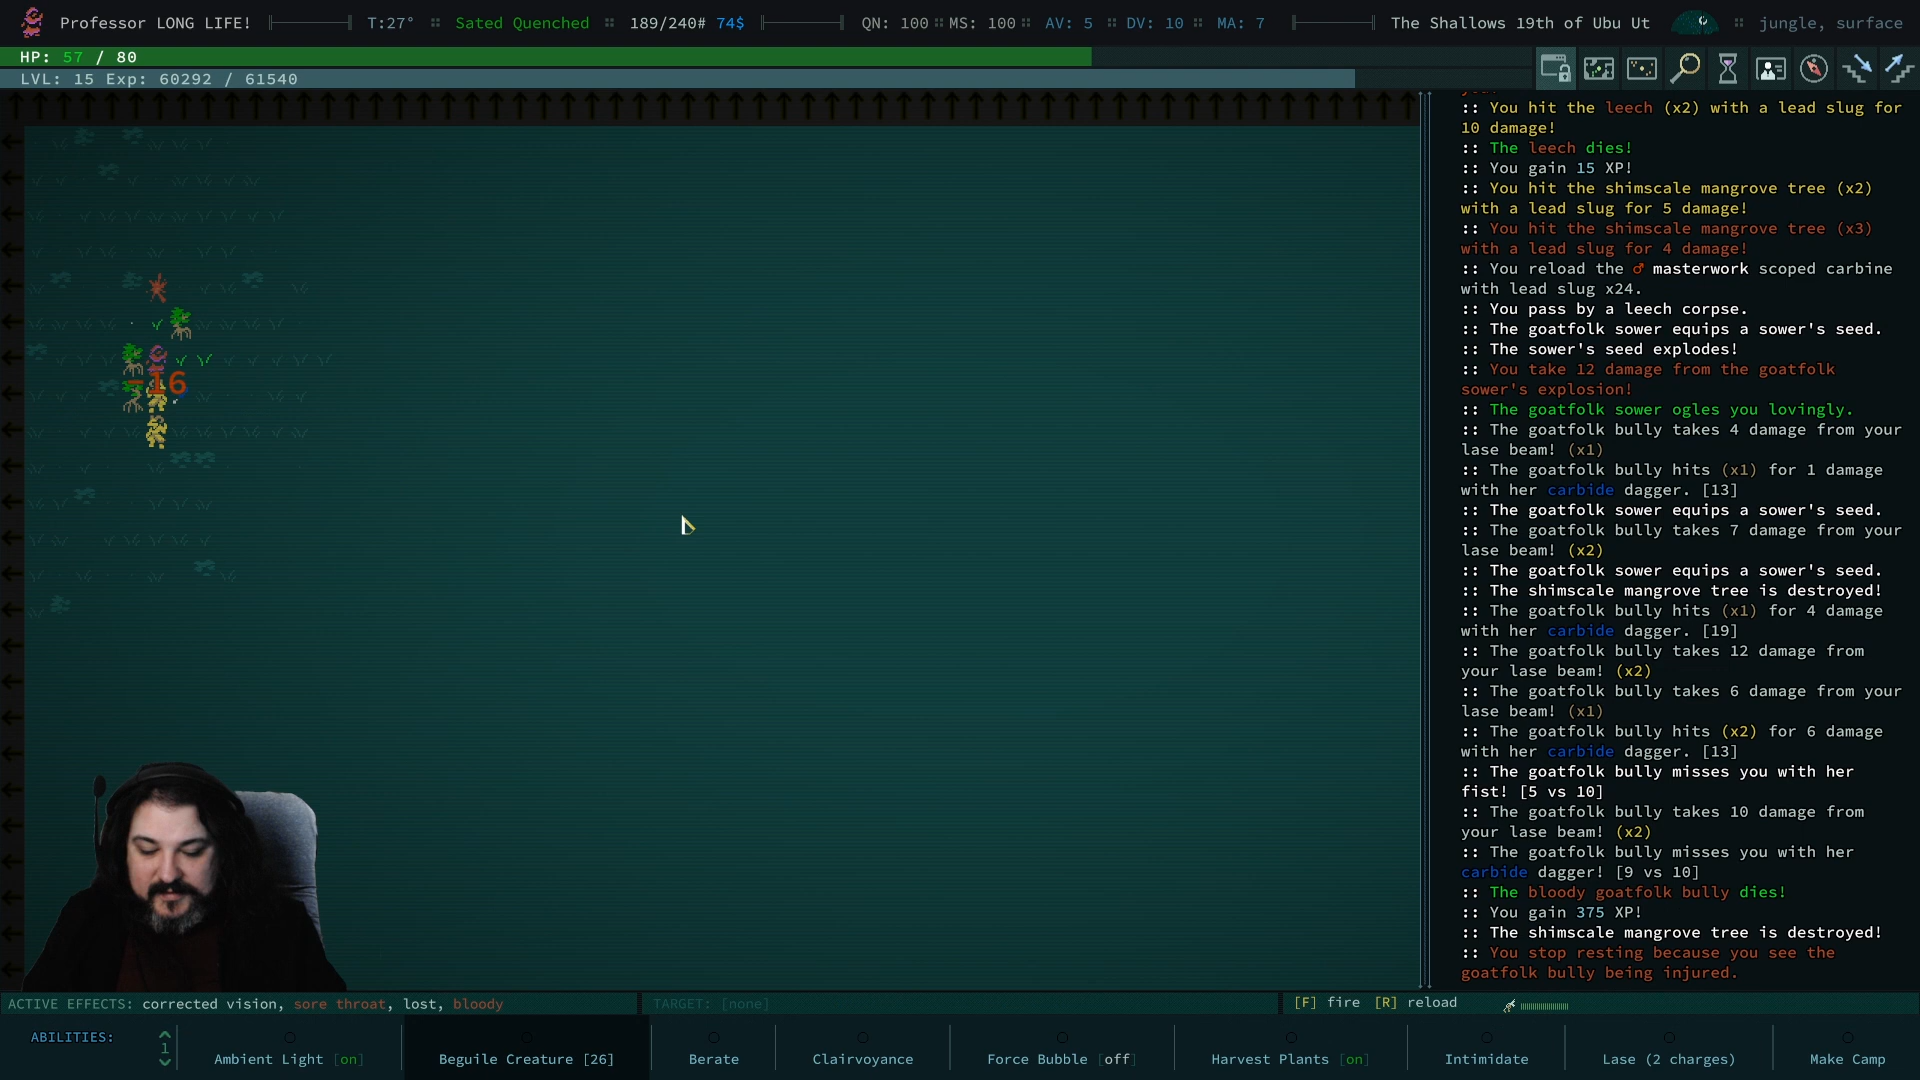 Professor LONG LIFE! T:27° Sated Quenched 189/240# 74$ QN: 100 MS: 100 AV: 5 DV: 10 MA: 7 The Shallows 19th of Ubu Ut jungle, surface
HP: 57 / 80
LVL: 15 Exp: 60292 / 61540
:: You hit the leech (x2) with a lead slug for
10 damage!
:: The leech dies!
:: You gain 15 XP!
:: You hit the shimscale mangrove tree (x2)
with a lead slug for 5 damage!
:: You hit the shimscale mangrove tree (x3)
with a lead slug for 4 damage!
:: You reload the ♂ masterwork scoped carbine
with lead slug x24.
:: You pass by a leech corpse.
:: The goatfolk sower equips a sower's seed.
:: The sower's seed explodes!
:: You take 12 damage from the goatfolk
sower's explosion!
:: The goatfolk sower ogles you lovingly.
:: The goatfolk bully takes 4 damage from your
lase beam! (x1)
:: The goatfolk bully hits (x1) for 1 damage
with her carbide dagger. [13]
:: The goatfolk sower equips a sower's seed.
:: The goatfolk bully takes 7 damage from your
lase beam! (x2)
:: The goatfolk sower equips a sower's seed.
:: The shimscale mangrove tree is destroyed!
:: The goatfolk bully hits (x1) for 4 damage
with her carbide dagger. [19]
:: The goatfolk bully takes 12 damage from
your lase beam! (x2)
:: The goatfolk bully takes 6 damage from your
lase beam! (x1)
:: The goatfolk bully hits (x2) for 6 damage
with her carbide dagger. [13]
:: The goatfolk bully misses you with her
fist! [5 vs 10]
:: The goatfolk bully takes 10 damage from
your lase beam! (x2)
:: The goatfolk bully misses you with her
carbide dagger! [9 vs 10]
:: The bloody goatfolk bully dies!
:: You gain 375 XP!
:: The shimscale mangrove tree is destroyed!
:: You stop resting because you see the
goatfolk bully being injured.
-16
ACTIVE EFFECTS: corrected vision, sore throat, lost, bloody
TARGET: [none]
[F] fire [R] reload
ABILITIES: 1 Ambient Light [on] Beguile Creature [26] Berate Clairvoyance Force Bubble [off] Harvest Plants [on] Intimidate Lase (2 charges) Make Camp